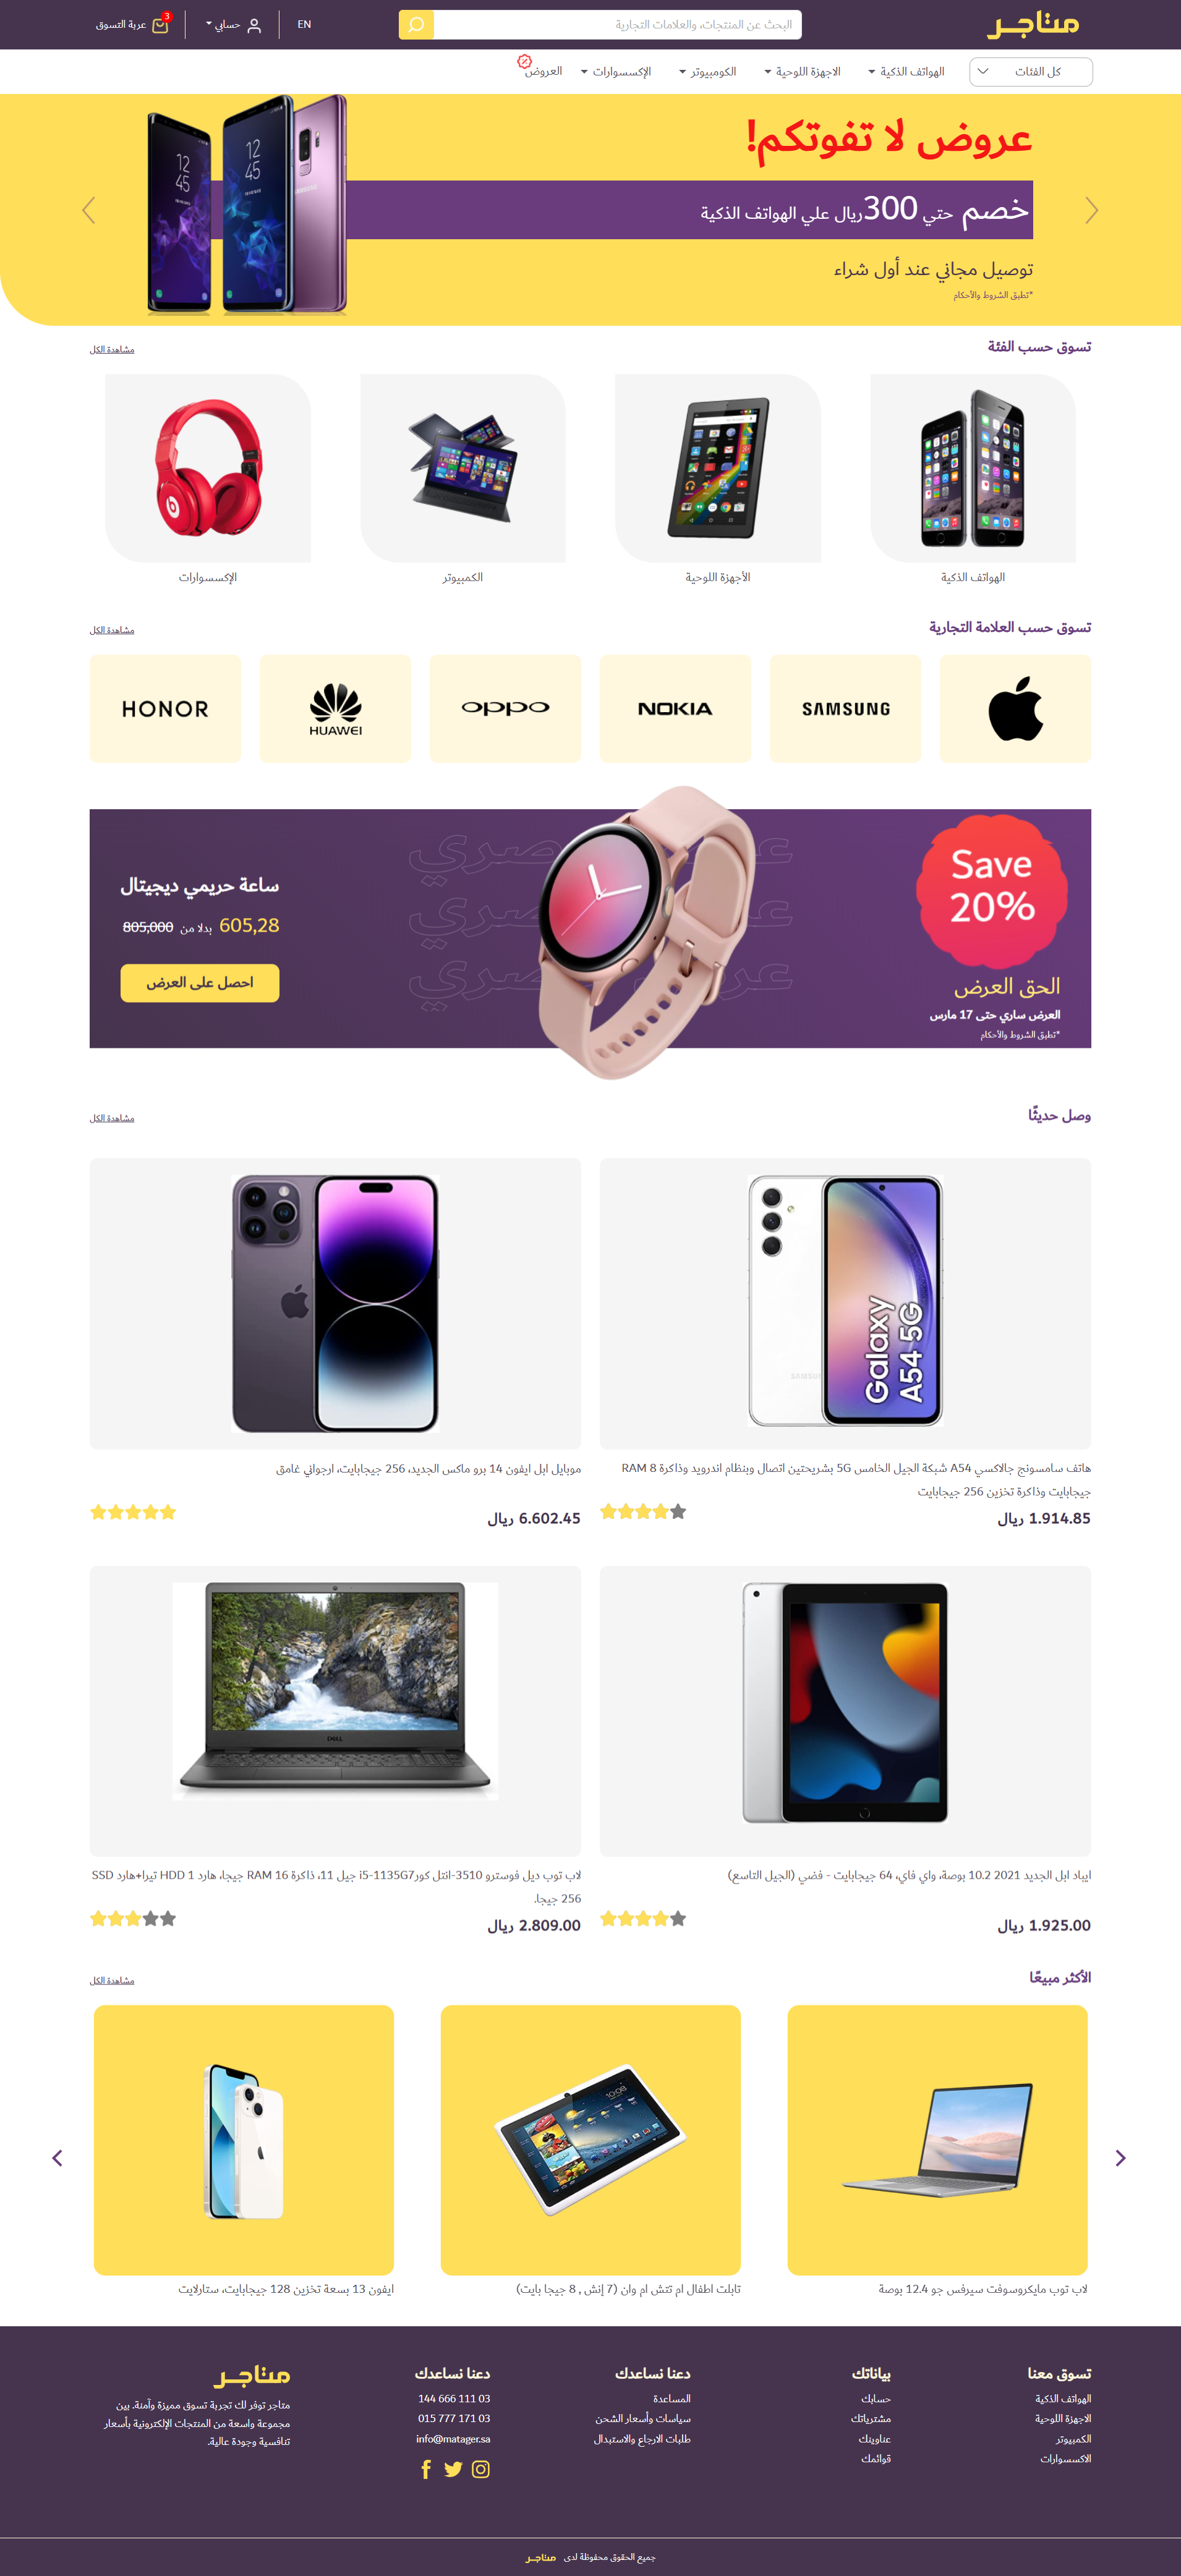 متاجر
البحث عن المنتجات، والعلامات التجارية
EN
حسابي
عربة التسوق
3
كل الفئات
الهواتف الذكية
الاجهزة اللوحية
الكومبيوتر
الإكسسوارات
العروض
عروض لا تفوتكم!
خصم حتي 300ريال علي الهواتف الذكية
توصيل مجاني عند أول شراء
*تطبق الشروط والأحكام
12
45
12
45
تسوق حسب الفئة
مشاهدة الكل
الهواتف الذكية
الأجهزة اللوحية
الكمبيوتر
الإكسسوارات
تسوق حسب العلامة التجارية
مشاهدة الكل
SAMSUNG
NOKIA
oppo
HUAWEI
HONOR
Save
20%
الحق العرض
العرض ساري حتى 17 مارس
*تطبق الشروط والأحكام
ساعة حريمي ديجيتال
605,28 بدلا من 805,000
احصل على العرض
وصل حديثًا
مشاهدة الكل
SAMSUNG
Galaxy
A54 5G
هاتف سامسونج جالاكسي A54 شبكة الجيل الخامس 5G بشريحتين اتصال وبنظام اندرويد وذاكرة RAM 8
جيجابايت وذاكرة تخزين 256 جيجابايت
1.914.85 ريال
موبايل ابل ايفون 14 برو ماكس الجديد، 256 جيجابايت، ارجواني غامق
6.602.45 ريال
ايباد ابل الجديد 2021 10.2 بوصة، واي فاي، 64 جيجابايت - فضي (الجيل التاسع)
1.925.00 ريال
DELL
لاب توب ديل فوسترو 3510-انتل كورi5-1135G7 جيل 11، ذاكرة RAM 16 جيجا، هارد HDD 1 تيرا+هارد SSD
256 جيجا.
2.809.00 ريال
الأكثر مبيعًا
مشاهدة الكل
10:08
لاب توب مايكروسوفت سيرفس جو 12.4 بوصة
تابلت اطفال ام تتش ام وان (7 إنش , 8 جيجا بايت)
ايفون 13 بسعة تخزين 128 جيجابايت، ستارلايت
تسوق معنا
الهواتف الذكية
الاجهزة اللوحية
الكمبيوتر
الاكسسوارات
بياناتك
حسابك
مشترياتك
عناوينك
قوائمك
دعنا نساعدك
المساعدة
سياسات وأسعار الشحن
طلبات الارجاع والاستبدال
دعنا نساعدك
144 666 111 03
015 777 171 03
info@matager.sa
متاجر
متاجر توفر لك تجربة تسوق مميزة وآمنة. بين
مجموعة واسعة من المنتجات الإلكترونية بأسعار
تنافسية وجودة عالية.
جميع الحقوق محفوظة لدى متاجر